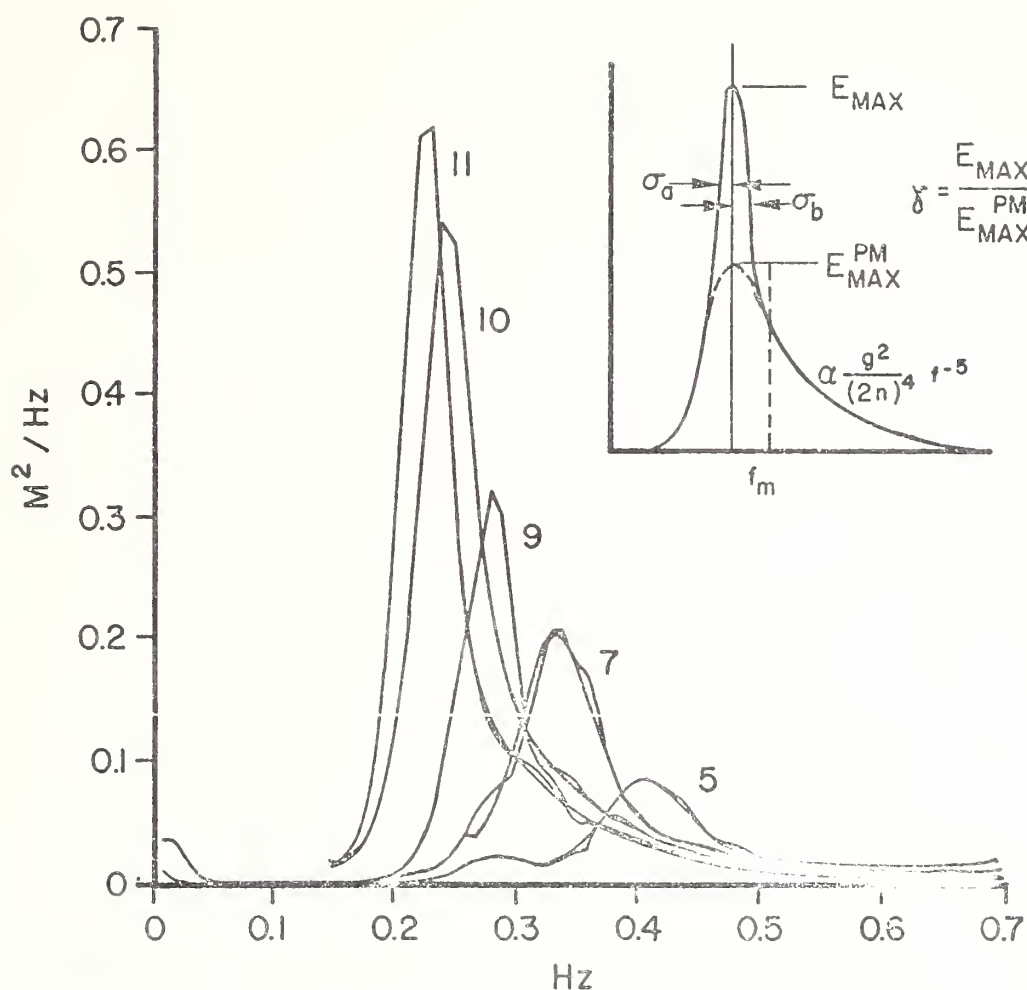 M²/Hz
0.7
0.6
0.5
0.4
0.3
0.2
0.1
0
0 0.1 0.2 0.3 0.4 0.5 0.6 0.7
Hz
11
10
9
7
5
E_MAX
σ_a
σ_b
γ = E_MAX / E_MAX^PM
E_MAX^PM
α g²/(2n)⁴ f⁻⁵
f_m